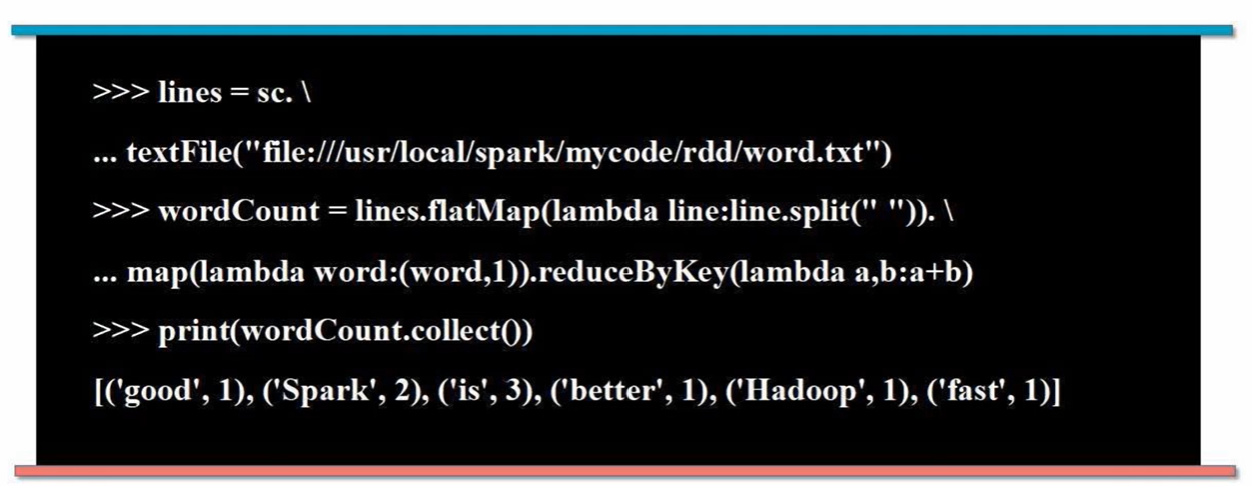 >>> lines = sc. \
... textFile("file:///usr/local/spark/mycode/rdd/word.txt")
>>> wordCount = lines.flatMap(lambda line:line.split(" ")). \
... map(lambda word:(word,1)).reduceByKey(lambda a,b:a+b)
>>> print(wordCount.collect())
[('good', 1), ('Spark', 2), ('is', 3), ('better', 1), ('Hadoop', 1), ('fast', 1)]